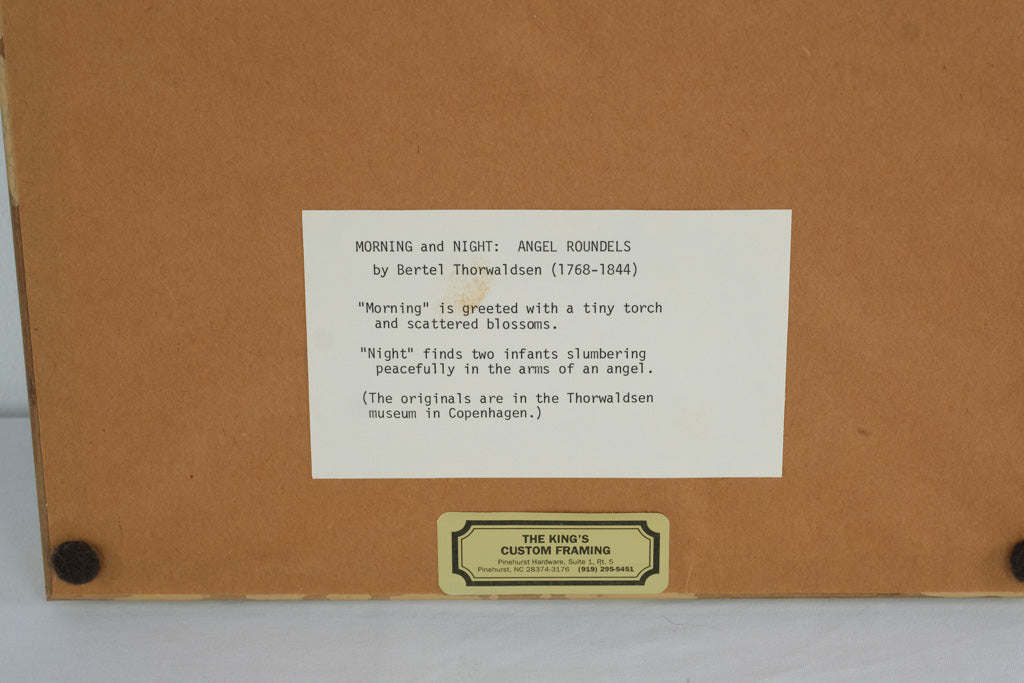 MORNING and NIGHT:  ANGEL ROUNDELS
by Bertel Thorwaldsen (1768-1844)
"Morning" is greeted with a tiny torch
and scattered blossoms.
"Night" finds two infants slumbering
peacefully in the arms of an angel.
(The originals are in the Thorwaldsen
museum in Copenhagen.)
THE KING'S
CUSTOM FRAMING
Pinehurst Hardware, Suite 1, Rt. 5
Pinehurst, NC 28374-3176 (919) 295-5451